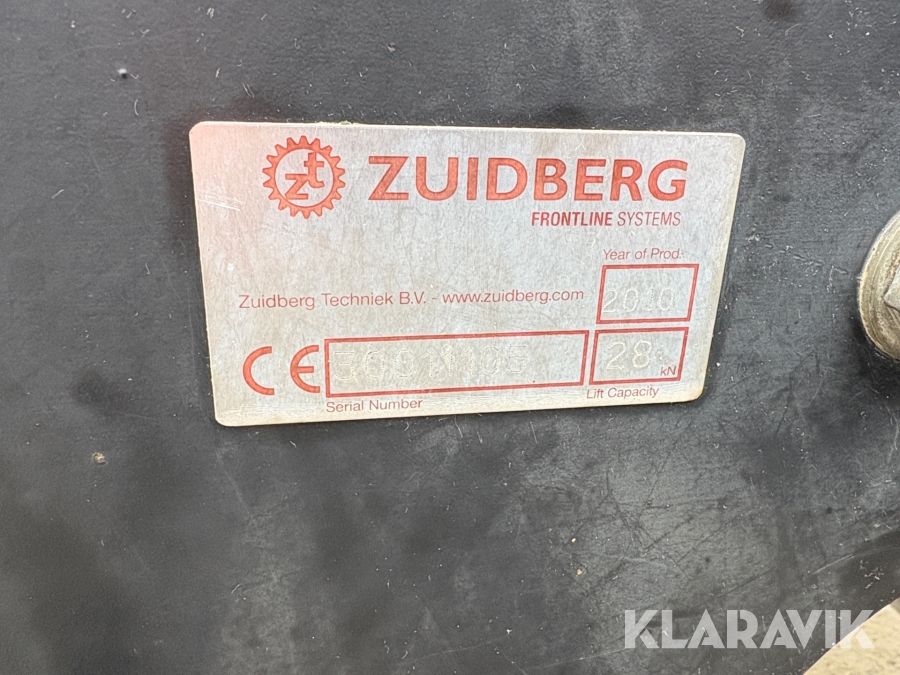 zt ZUIDBERG
FRONTLINE SYSTEMS
Year of Prod.
2010
Zuidberg Techniek B.V. - www.zuidberg.com
CE
28 kN
Serial Number
Lift Capacity
KLARAVIK